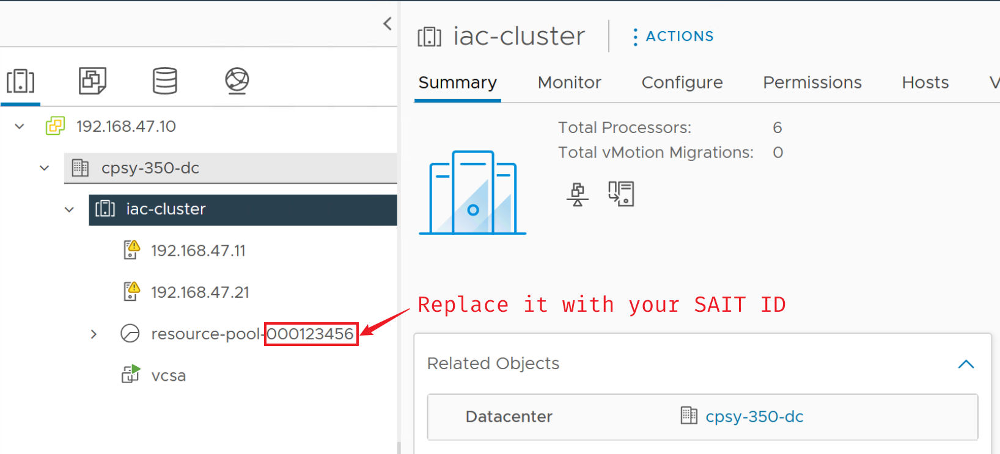 iac-cluster
ACTIONS
Summary Monitor Configure Permissions Hosts V
192.168.47.10
cpsy-350-dc
iac-cluster
192.168.47.11
192.168.47.21
resource-pool-000123456
vcsa
Total Processors: 6
Total vMotion Migrations: 0
Replace it with your SAIT ID
Related Objects
Datacenter cpsy-350-dc